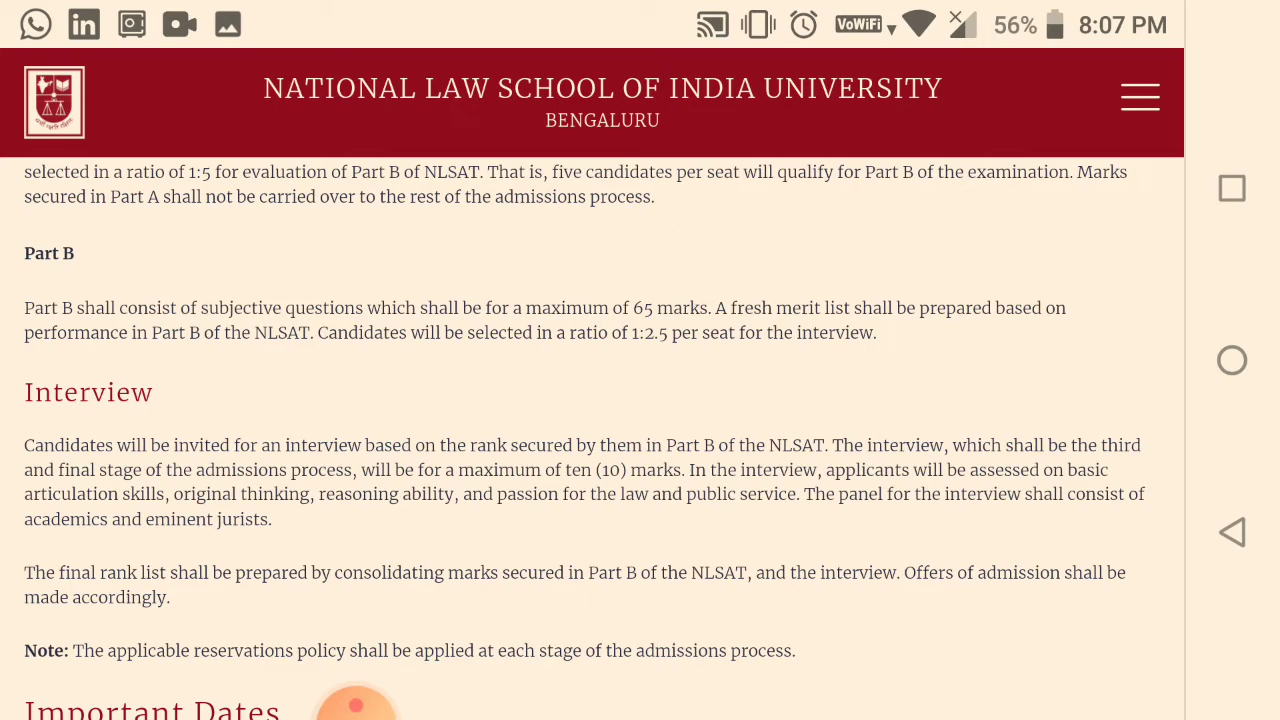 VoWiFi 56% 8:07 PM
NATIONAL LAW SCHOOL OF INDIA UNIVERSITY
BENGALURU
selected in a ratio of 1:5 for evaluation of Part B of NLSAT. That is, five candidates per seat will qualify for Part B of the examination. Marks
secured in Part A shall not be carried over to the rest of the admissions process.
Part B
Part B shall consist of subjective questions which shall be for a maximum of 65 marks. A fresh merit list shall be prepared based on
performance in Part B of the NLSAT. Candidates will be selected in a ratio of 1:2.5 per seat for the interview.
Interview
Candidates will be invited for an interview based on the rank secured by them in Part B of the NLSAT. The interview, which shall be the third
and final stage of the admissions process, will be for a maximum of ten (10) marks. In the interview, applicants will be assessed on basic
articulation skills, original thinking, reasoning ability, and passion for the law and public service. The panel for the interview shall consist of
academics and eminent jurists.
The final rank list shall be prepared by consolidating marks secured in Part B of the NLSAT, and the interview. Offers of admission shall be
made accordingly.
Note: The applicable reservations policy shall be applied at each stage of the admissions process.
Important Dates